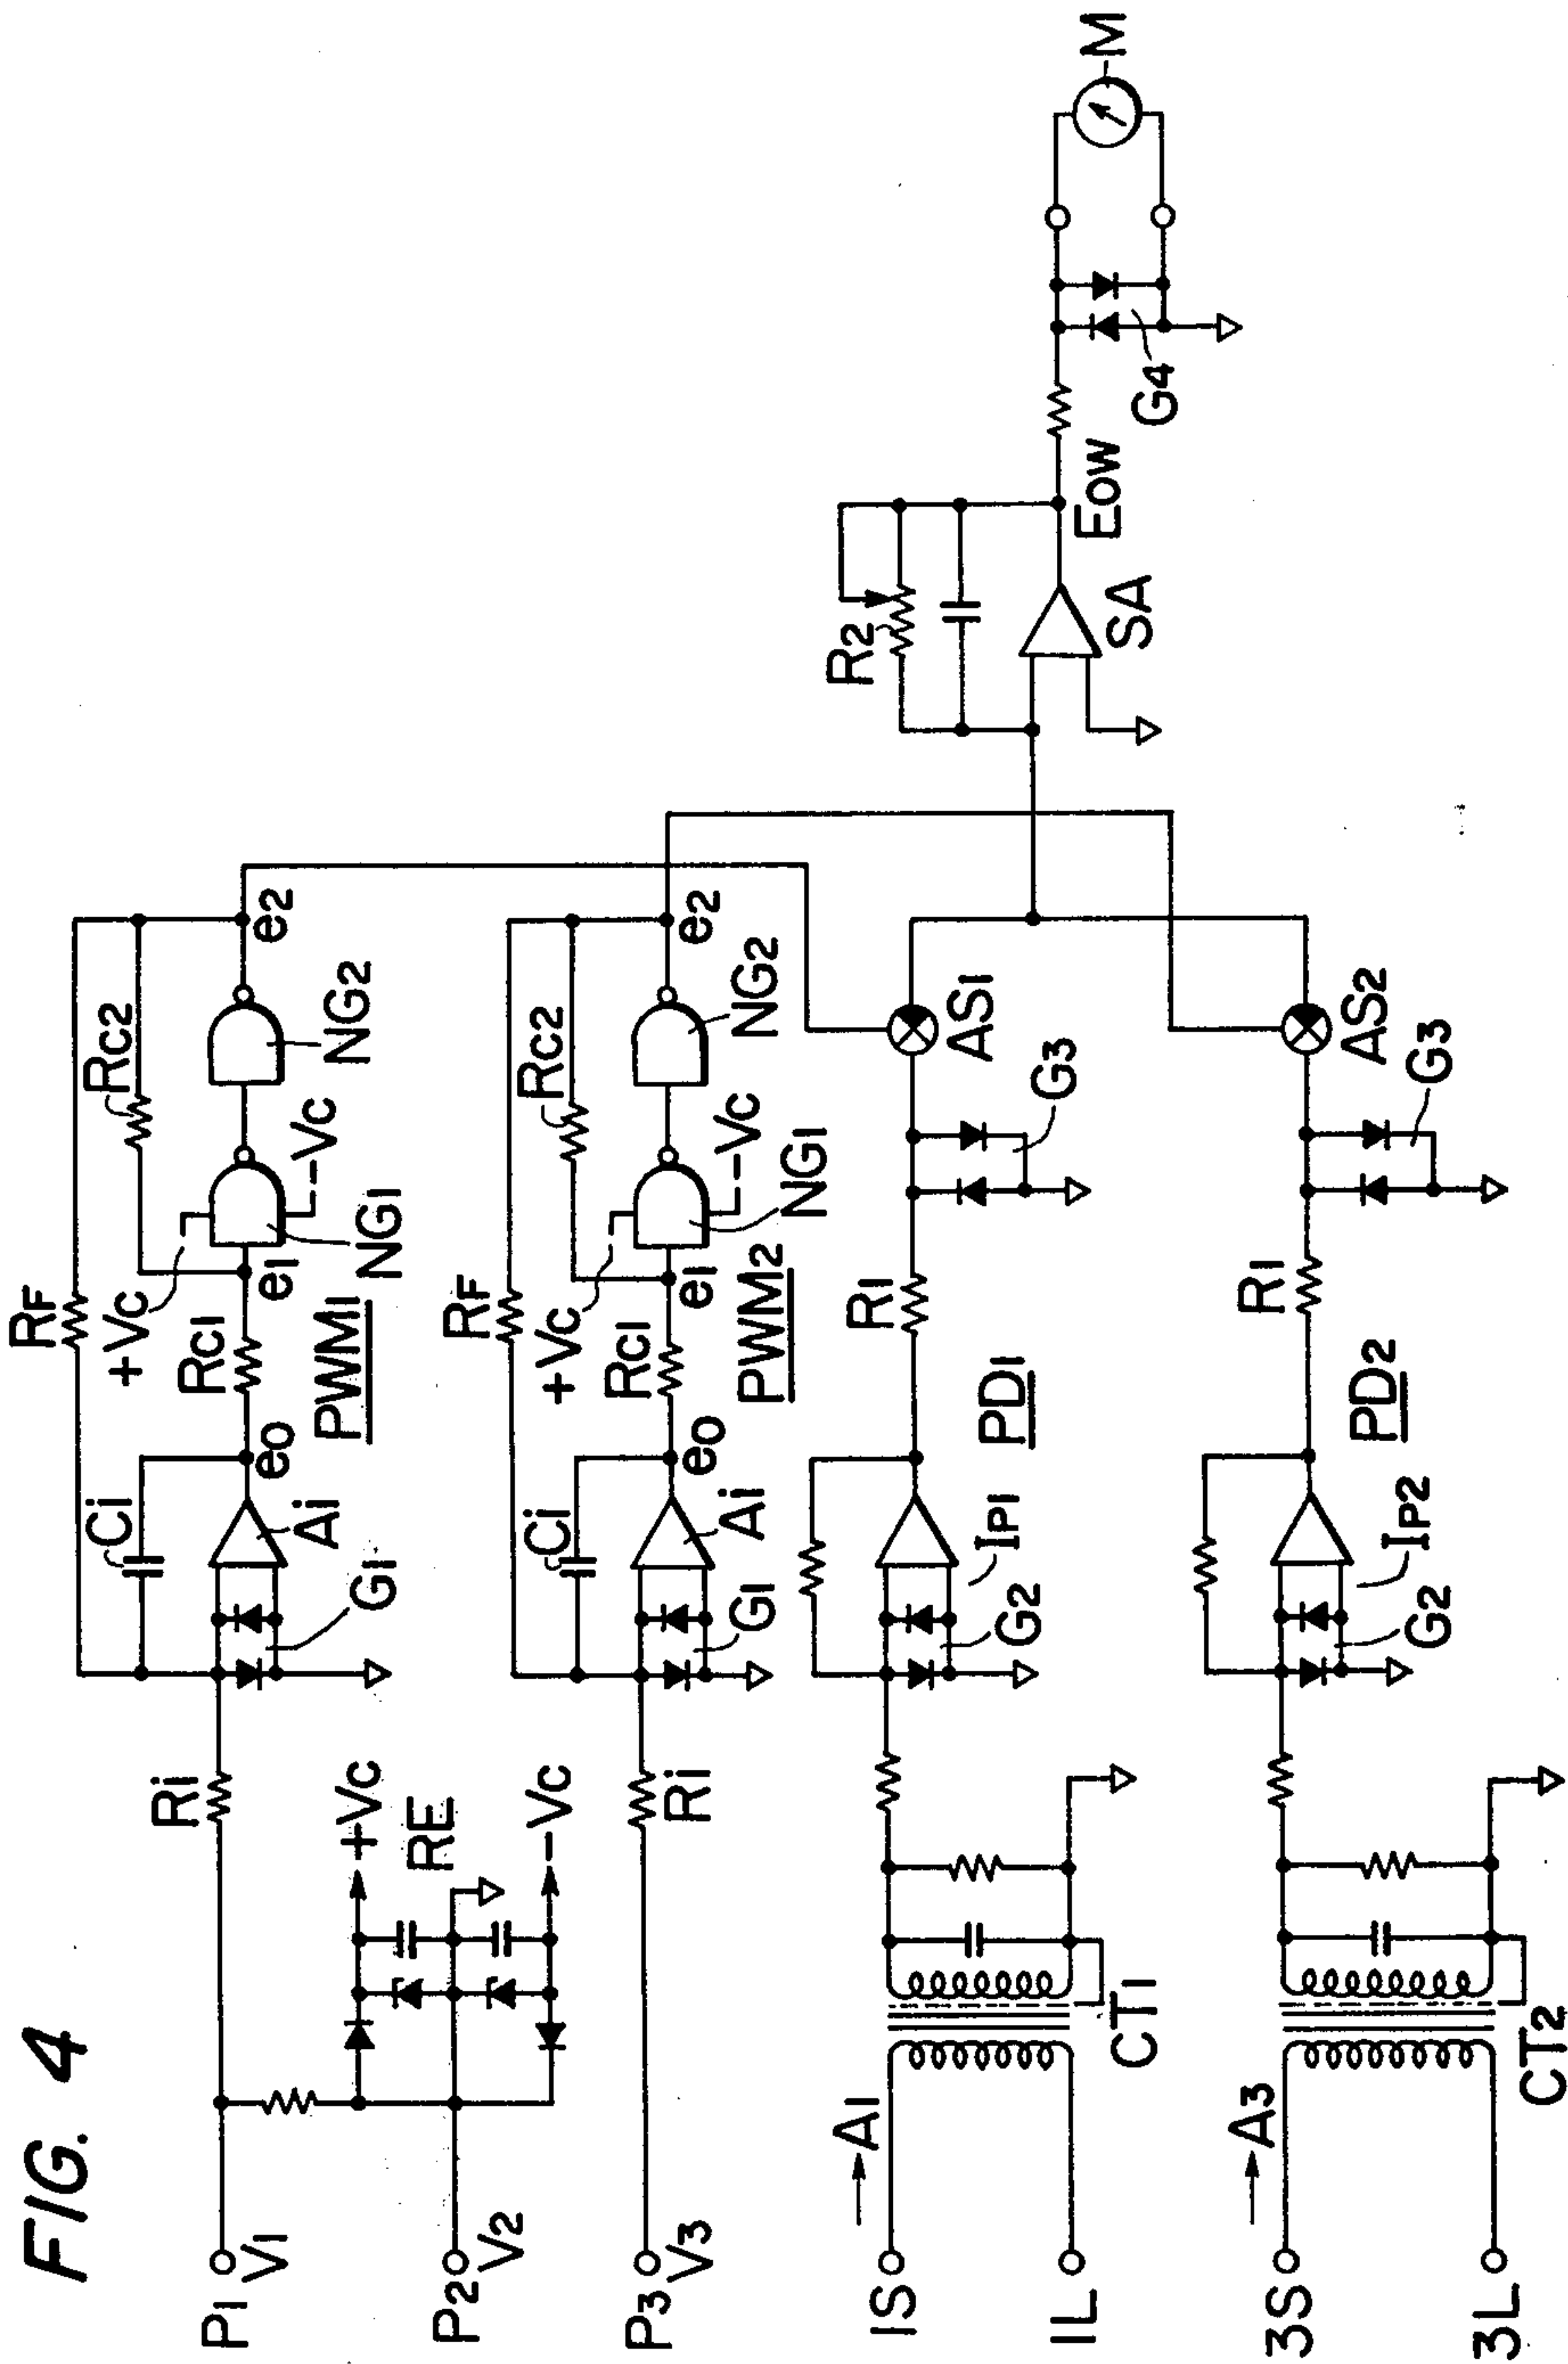 FIG. 4
RF
Rc2
Ci
+Vc
Ri
Rc1
e0
e1
e2
P1
V1
Ai
G1
PWM1
NG1
-Vc
NG2
+Vc
RE
-Vc
P2
V2
RF
Rc2
Ci
+Vc
Rc1
e0
e1
e2
P3
V3
Ri
Ai
G1
PWM2
NG1
-Vc
NG2
R2
SA
EOW
G4
M
A1
1S
1L
CT1
G2
IP1
PD1
R1
G3
AS1
A3
3S
3L
CT2
G2
IP2
PD2
R1
G3
AS2